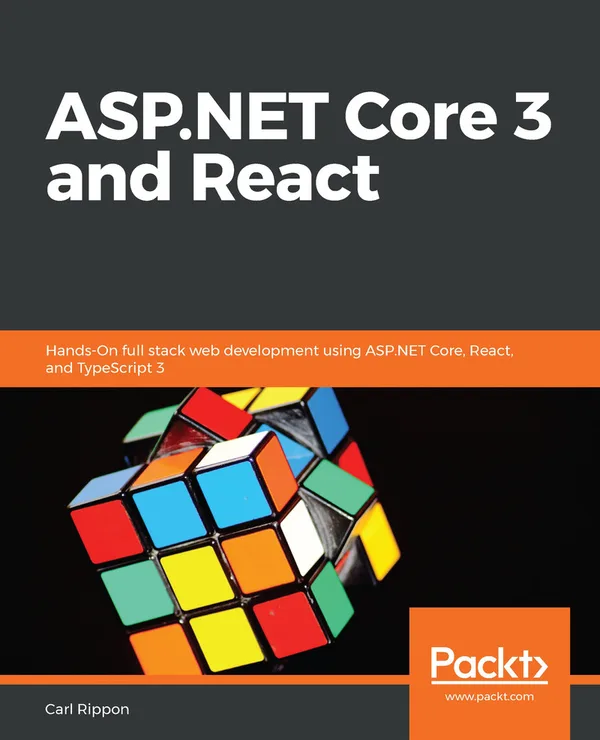 ASP.NET Core 3
and React
Hands-On full stack web development using ASP.NET Core, React,
and TypeScript 3
Packt>
www.packt.com
Carl Rippon